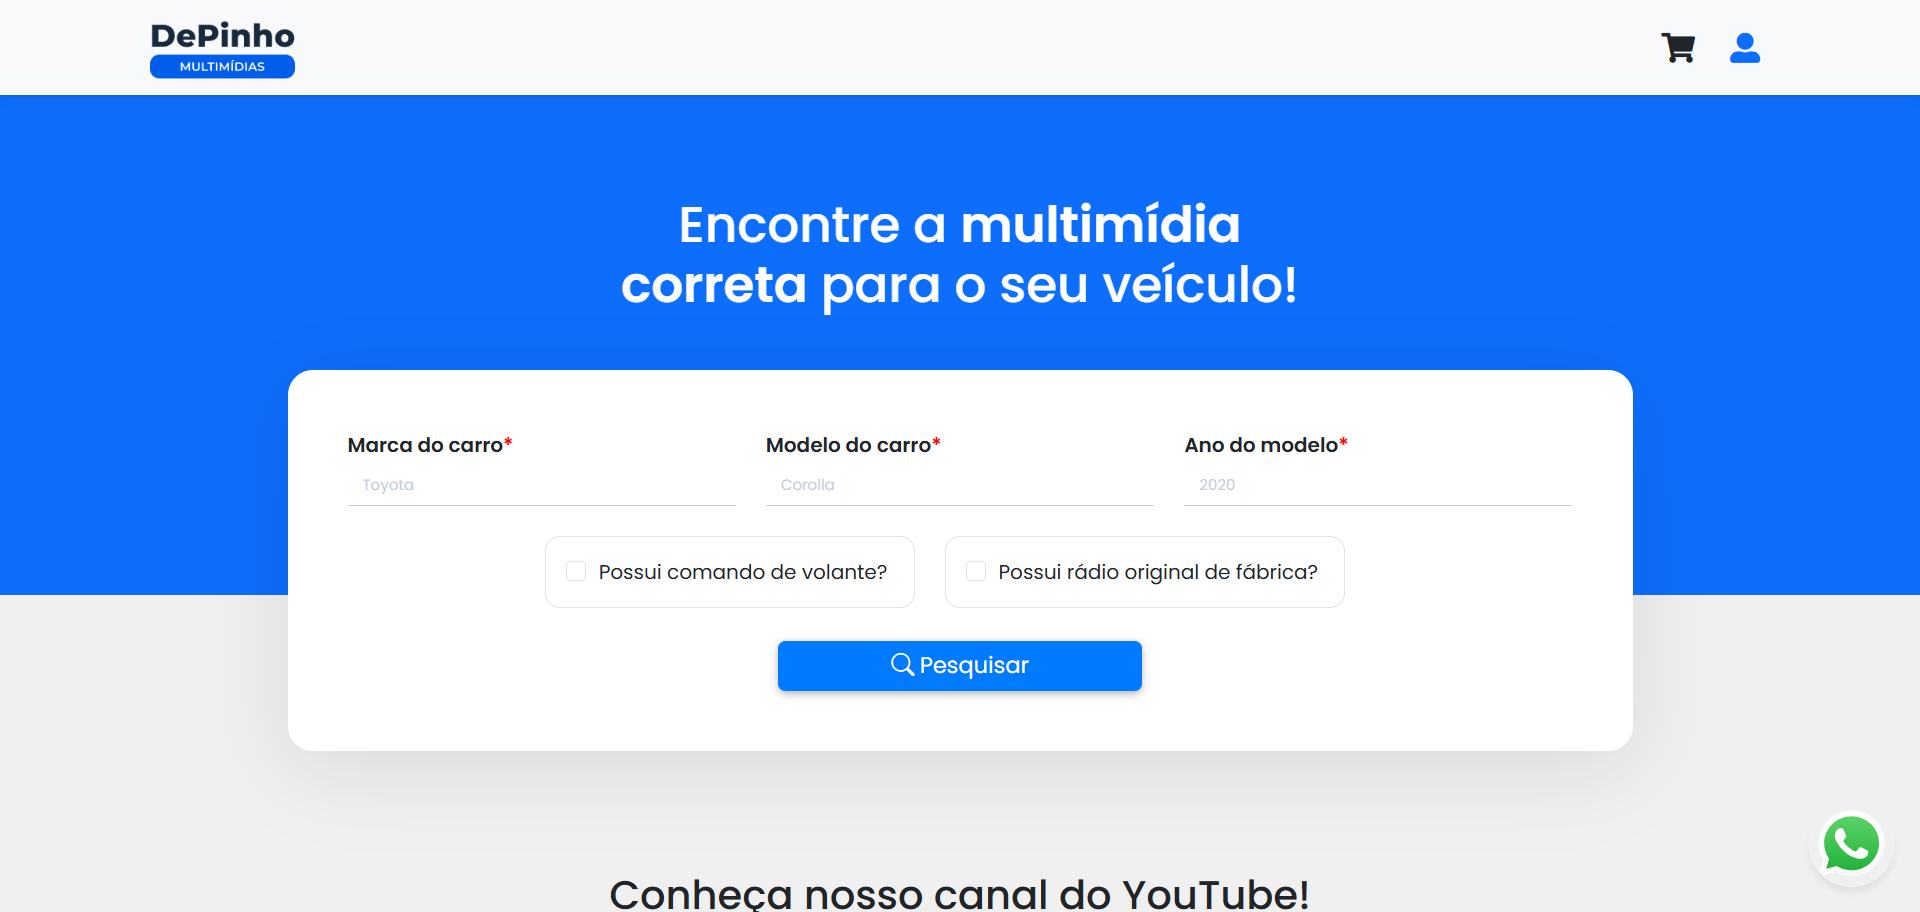 DePinho
MULTIMÍDIAS
Encontre a multimídia
correta para o seu veículo!
Marca do carro*
Modelo do carro*
Ano do modelo*
Toyota
Corolla
2020
Possui comando de volante?
Possui rádio original de fábrica?
Pesquisar
Conheça nosso canal do YouTube!